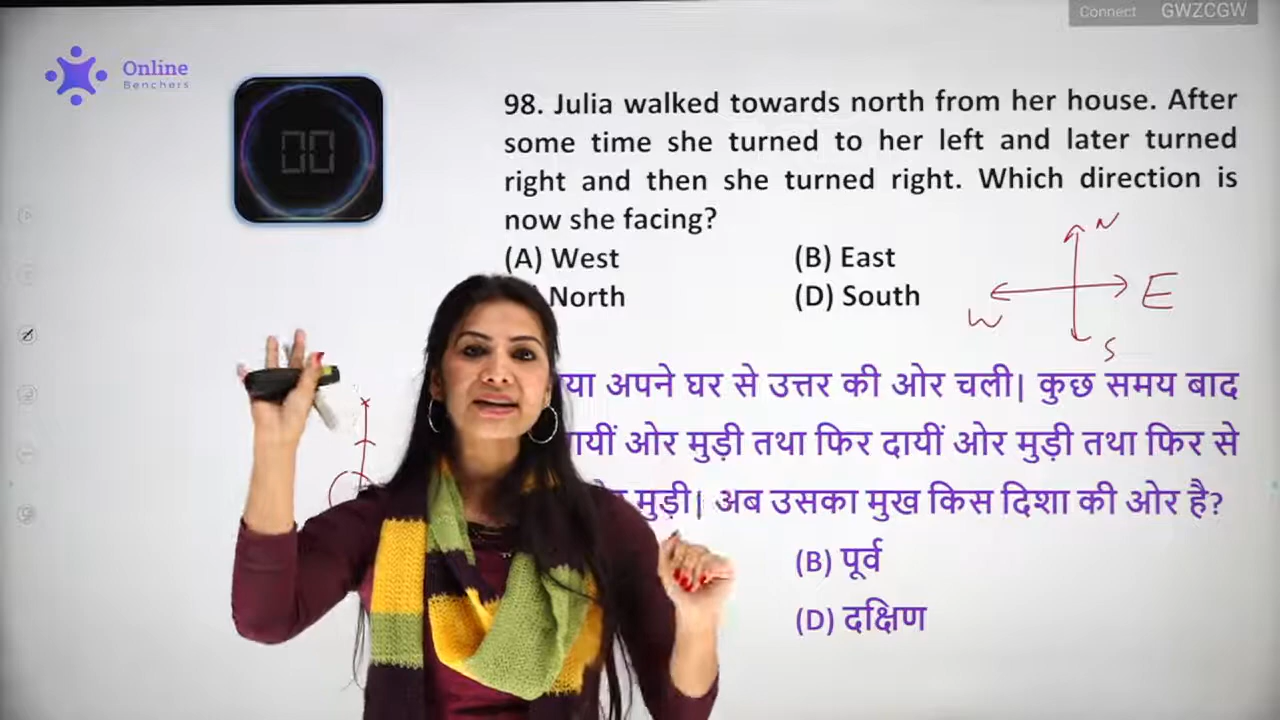 Connect GWZCGW
Online
Benchers
00
98. Julia walked towards north from her house. After
some time she turned to her left and later turned
right and then she turned right. Which direction is
now she facing?
(A) West (B) East
North (D) South
N
W E
S
अपने घर से उत्तर की ओर चली| कुछ समय बाद
ओर मुड़ी तथा फिर दायीं ओर मुड़ी तथा फिर से
मुड़ी| अब उसका मुख किस दिशा की ओर है?
(B) पूर्व
(D) दक्षिण